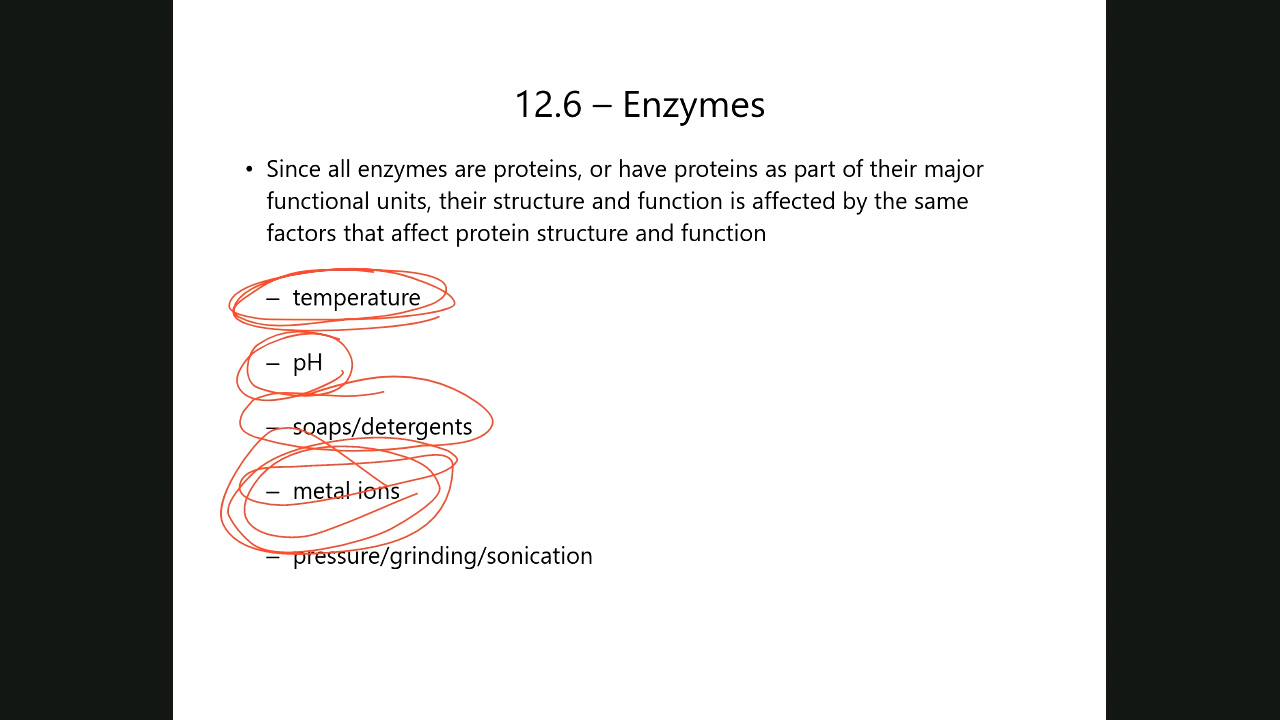 12.6 – Enzymes
• Since all enzymes are proteins, or have proteins as part of their major
functional units, their structure and function is affected by the same
factors that affect protein structure and function
– temperature
– pH
– soaps/detergents
– metal ions
– pressure/grinding/sonication